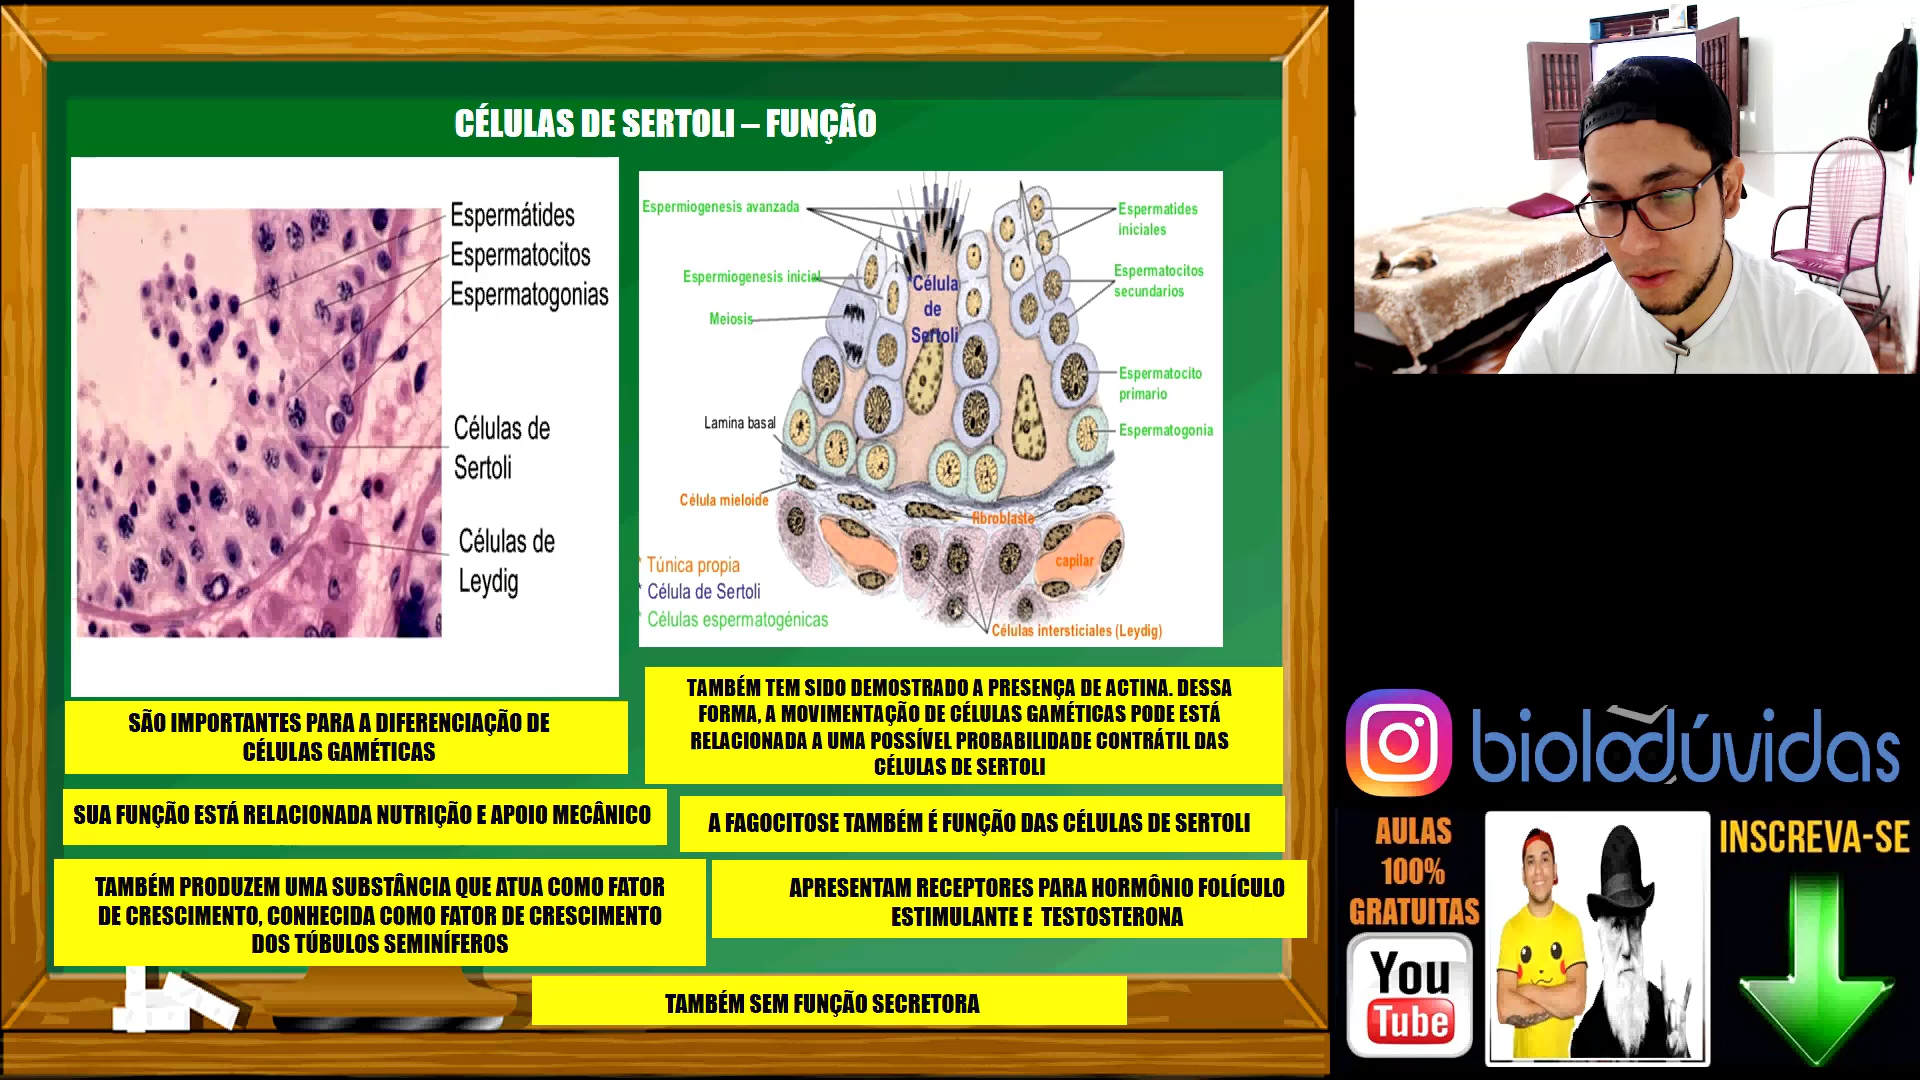 CÉLULAS DE SERTOLI – FUNÇÃO
Espermátides
Espermatocitos
Espermatogonias
Células de
Sertoli
Células de
Leydig
Espermiogenesis avanzada
Espermiogenesis inicial
Meiosis
Lamina basal
Célula mieloide
Célula
de
Sertoli
Espermatides
iniciales
Espermatocitos
secundarios
Espermatocito
primario
Espermatogonia
fibroblasto
capilar
* Túnica propia
* Célula de Sertoli
* Células espermatogénicas
Células intersticiales (Leydig)
SÃO IMPORTANTES PARA A DIFERENCIAÇÃO DE
CÉLULAS GAMÉTICAS
TAMBÉM TEM SIDO DEMOSTRADO A PRESENÇA DE ACTINA. DESSA
FORMA, A MOVIMENTAÇÃO DE CÉLULAS GAMÉTICAS PODE ESTÁ
RELACIONADA A UMA POSSÍVEL PROBABILIDADE CONTRÁTIL DAS
CÉLULAS DE SERTOLI
SUA FUNÇÃO ESTÁ RELACIONADA NUTRIÇÃO E APOIO MECÂNICO
A FAGOCITOSE TAMBÉM É FUNÇÃO DAS CÉLULAS DE SERTOLI
TAMBÉM PRODUZEM UMA SUBSTÂNCIA QUE ATUA COMO FATOR
DE CRESCIMENTO, CONHECIDA COMO FATOR DE CRESCIMENTO
DOS TÚBULOS SEMINÍFEROS
APRESENTAM RECEPTORES PARA HORMÔNIO FOLÍCULO
ESTIMULANTE E TESTOSTERONA
TAMBÉM SEM FUNÇÃO SECRETORA
biolodúvidas
AULAS
100%
GRATUITAS
You
Tube
INSCREVA-SE